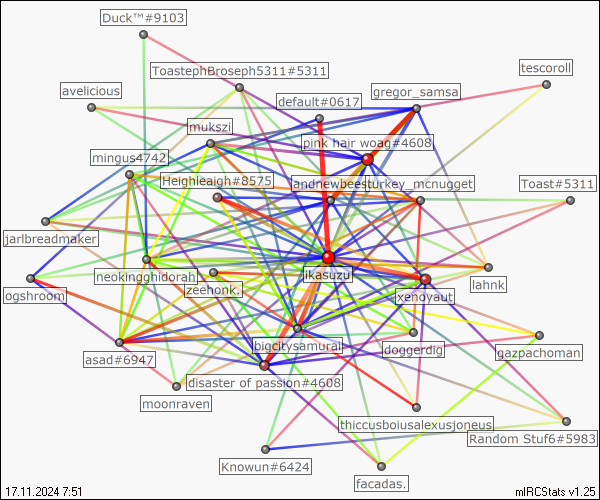 Duck™#9103
ToastephBroseph5311#5311
tescoroll
avelicious
default#0617
gregor_samsa
mukszi
pink hair woag#4608
mingus4742
Heighleaigh#8575
andnewbeesturkey_mcnugget
Toast#5311
jarlbreadmaker
neokingghidorah
zeehonk.
ikasuzu
xenoyaut
lahnk
ogshroom
asad#6947
bigcitysamurai
doggerdig
gazpachoman
disaster of passion#4608
moonraven
thiccusboiusalexusjoneus
Random Stuf6#5983
Knowun#6424
facadas.
17.11.2024 7:51
mIRCStats v1.25